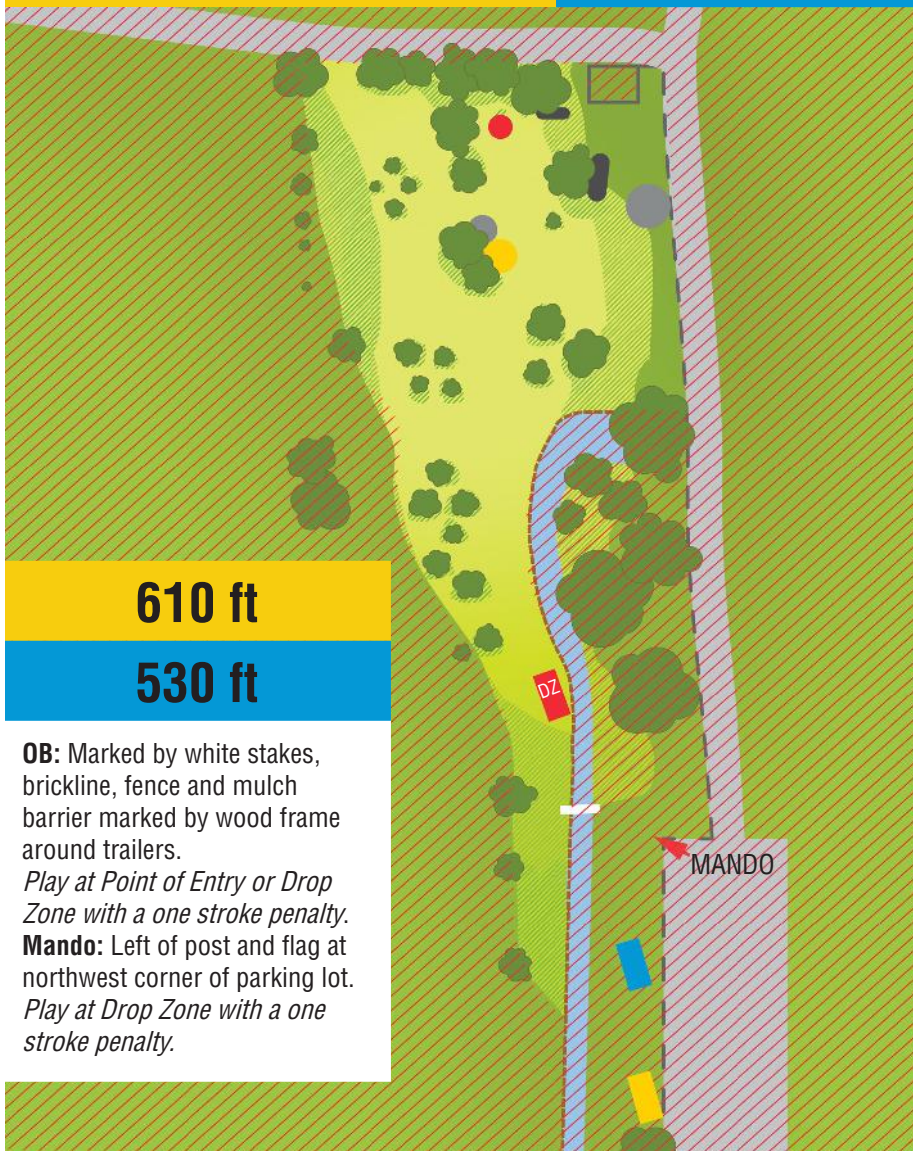 610 ft
530 ft
OB: Marked by white stakes,
brickline, fence and mulch
barrier marked by wood frame
around trailers.
Play at Point of Entry or Drop
Zone with a one stroke penalty.
Mando: Left of post and flag at
northwest corner of parking lot.
Play at Drop Zone with a one
stroke penalty.
DZ
MANDO